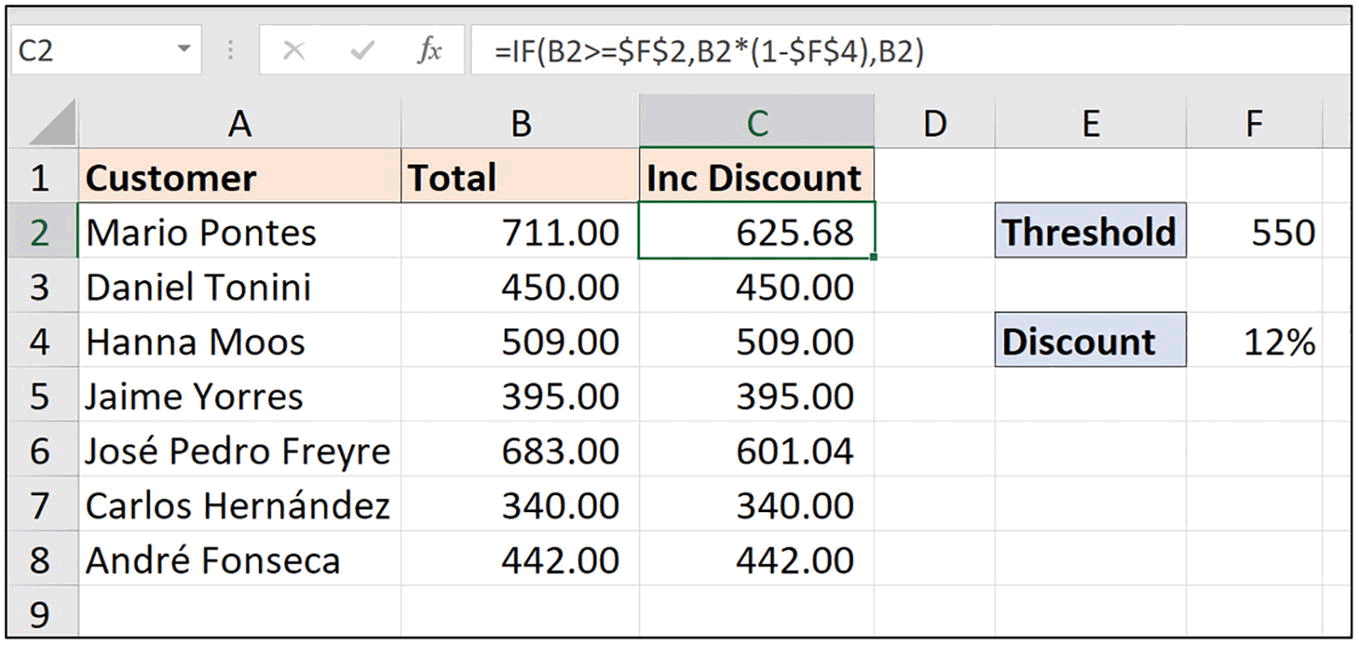 C2 fx =IF(B2>=$F$2,B2*(1-$F$4),B2)
A B C D E F
1 Customer Total Inc Discount
2 Mario Pontes 711.00 625.68 Threshold 550
3 Daniel Tonini 450.00 450.00
4 Hanna Moos 509.00 509.00 Discount 12%
5 Jaime Yorres 395.00 395.00
6 José Pedro Freyre 683.00 601.04
7 Carlos Hernández 340.00 340.00
8 André Fonseca 442.00 442.00
9